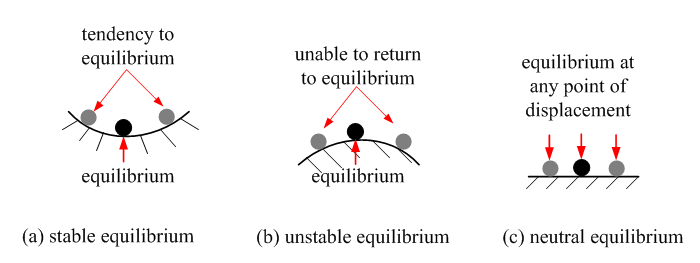 tendency to
equilibrium
equilibrium
(a) stable equilibrium
unable to return
to equilibrium
equilibrium
(b) unstable equilibrium
equilibrium at
any point of
displacement
(c) neutral equilibrium